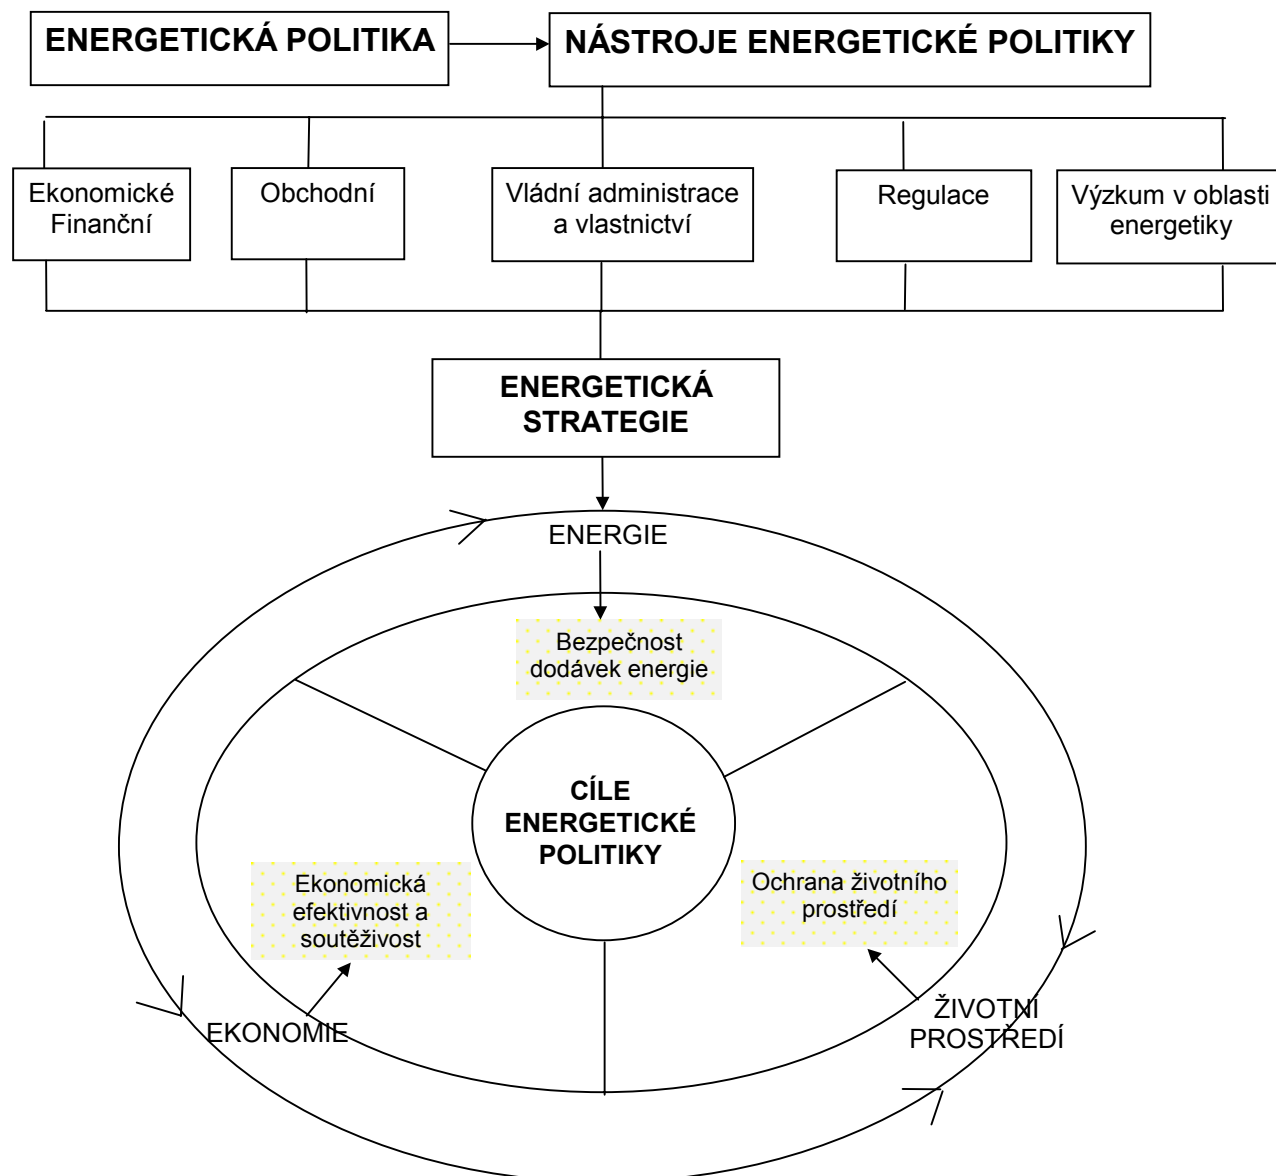 ENERGETICKÁ POLITIKA
NÁSTROJE ENERGETICKÉ POLITIKY
Ekonomické
Finanční
Obchodní
Vládní administrace
a vlastnictví
Regulace
Výzkum v oblasti
energetiky
ENERGETICKÁ
STRATEGIE
ENERGIE
Bezpečnost
dodávek energie
CÍLE
ENERGETICKÉ
POLITIKY
Ekonomická
efektivnost a
soutěživost
Ochrana životního
prostředí
EKONOMIE
ŽIVOTNÍ
PROSTŘEDÍ